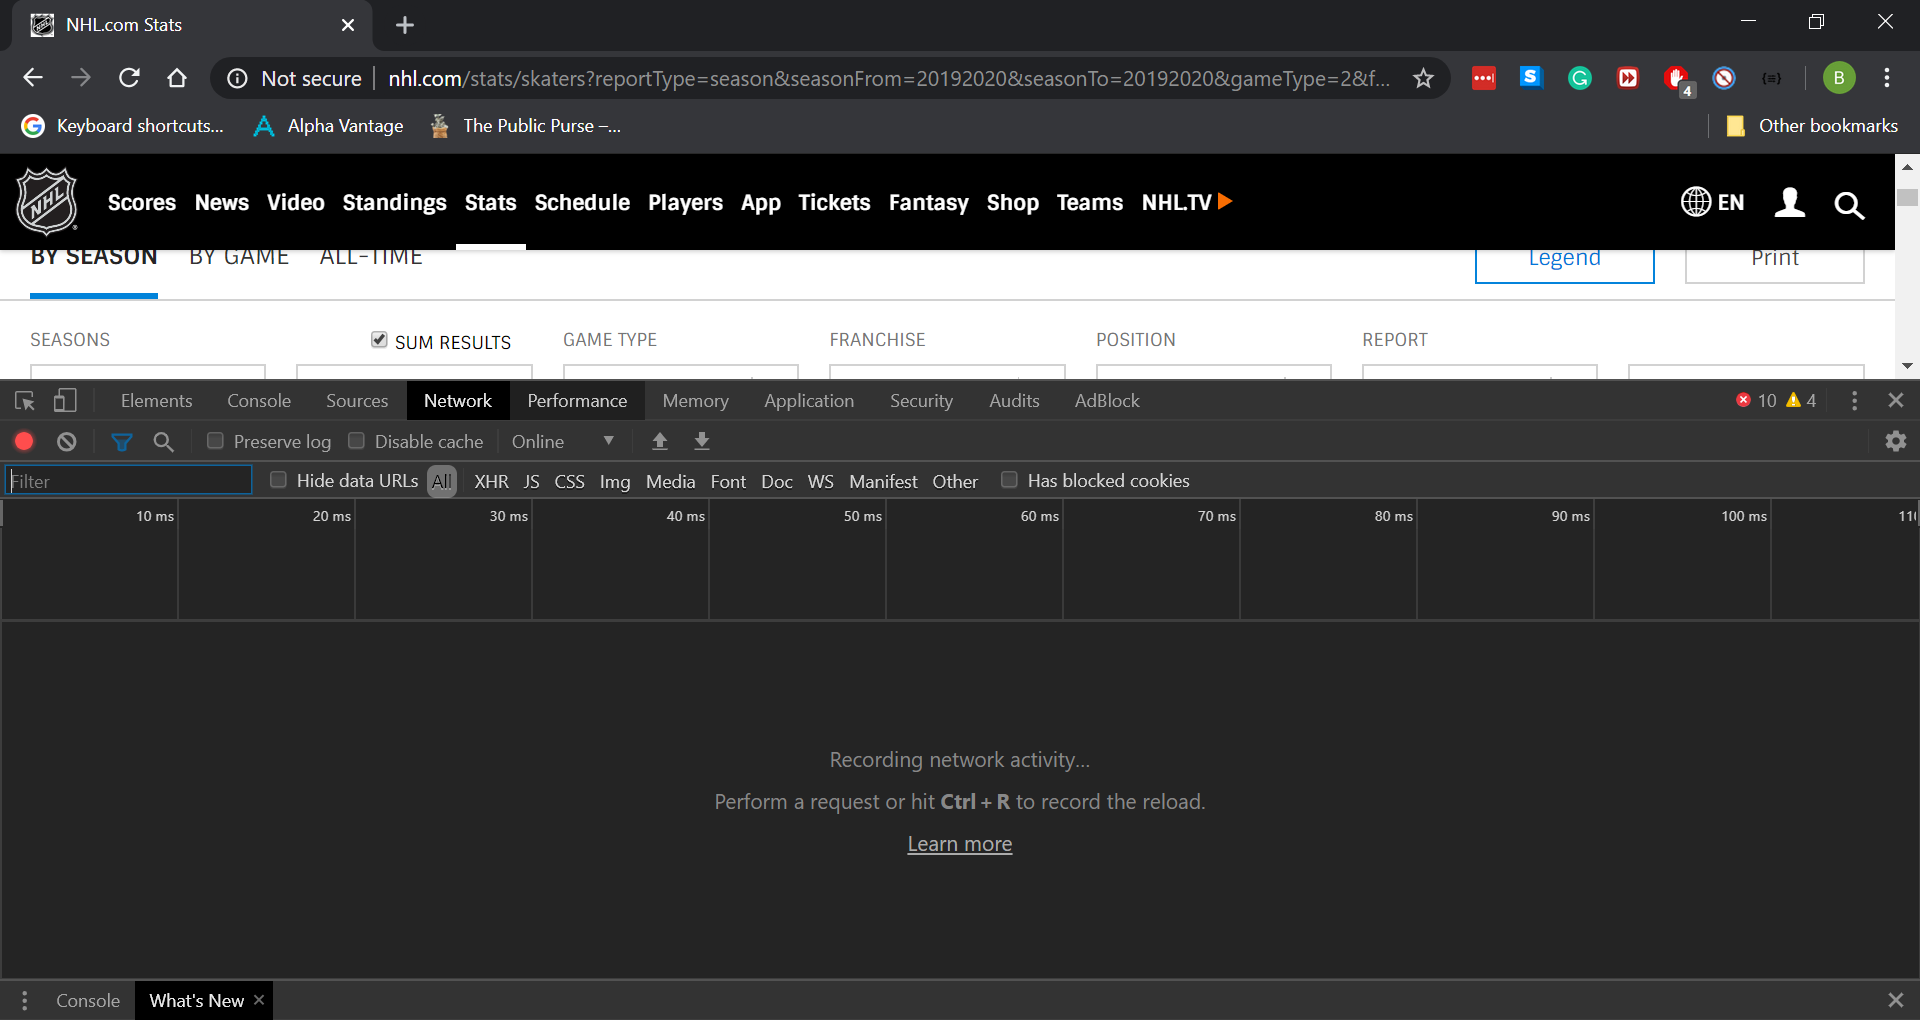 NHL.com Stats
Not secure nhl.com/stats/skaters?reportType=season&seasonFrom=20192020&seasonTo=20192020&gameType=2&f...
S G 4 B
Keyboard shortcuts... Alpha Vantage The Public Purse –... Other bookmarks
NHL Scores News Video Standings Stats Schedule Players App Tickets Fantasy Shop Teams NHL.TV EN
BY SEASON BY GAME ALL-TIME Legend Print
SEASONS SUM RESULTS GAME TYPE FRANCHISE POSITION REPORT
Elements Console Sources Network Performance Memory Application Security Audits AdBlock 10 4
Preserve log Disable cache Online
Filter Hide data URLs All XHR JS CSS Img Media Font Doc WS Manifest Other Has blocked cookies
10 ms 20 ms 30 ms 40 ms 50 ms 60 ms 70 ms 80 ms 90 ms 100 ms
Recording network activity...
Perform a request or hit Ctrl + R to record the reload.
Learn more
Console What's New